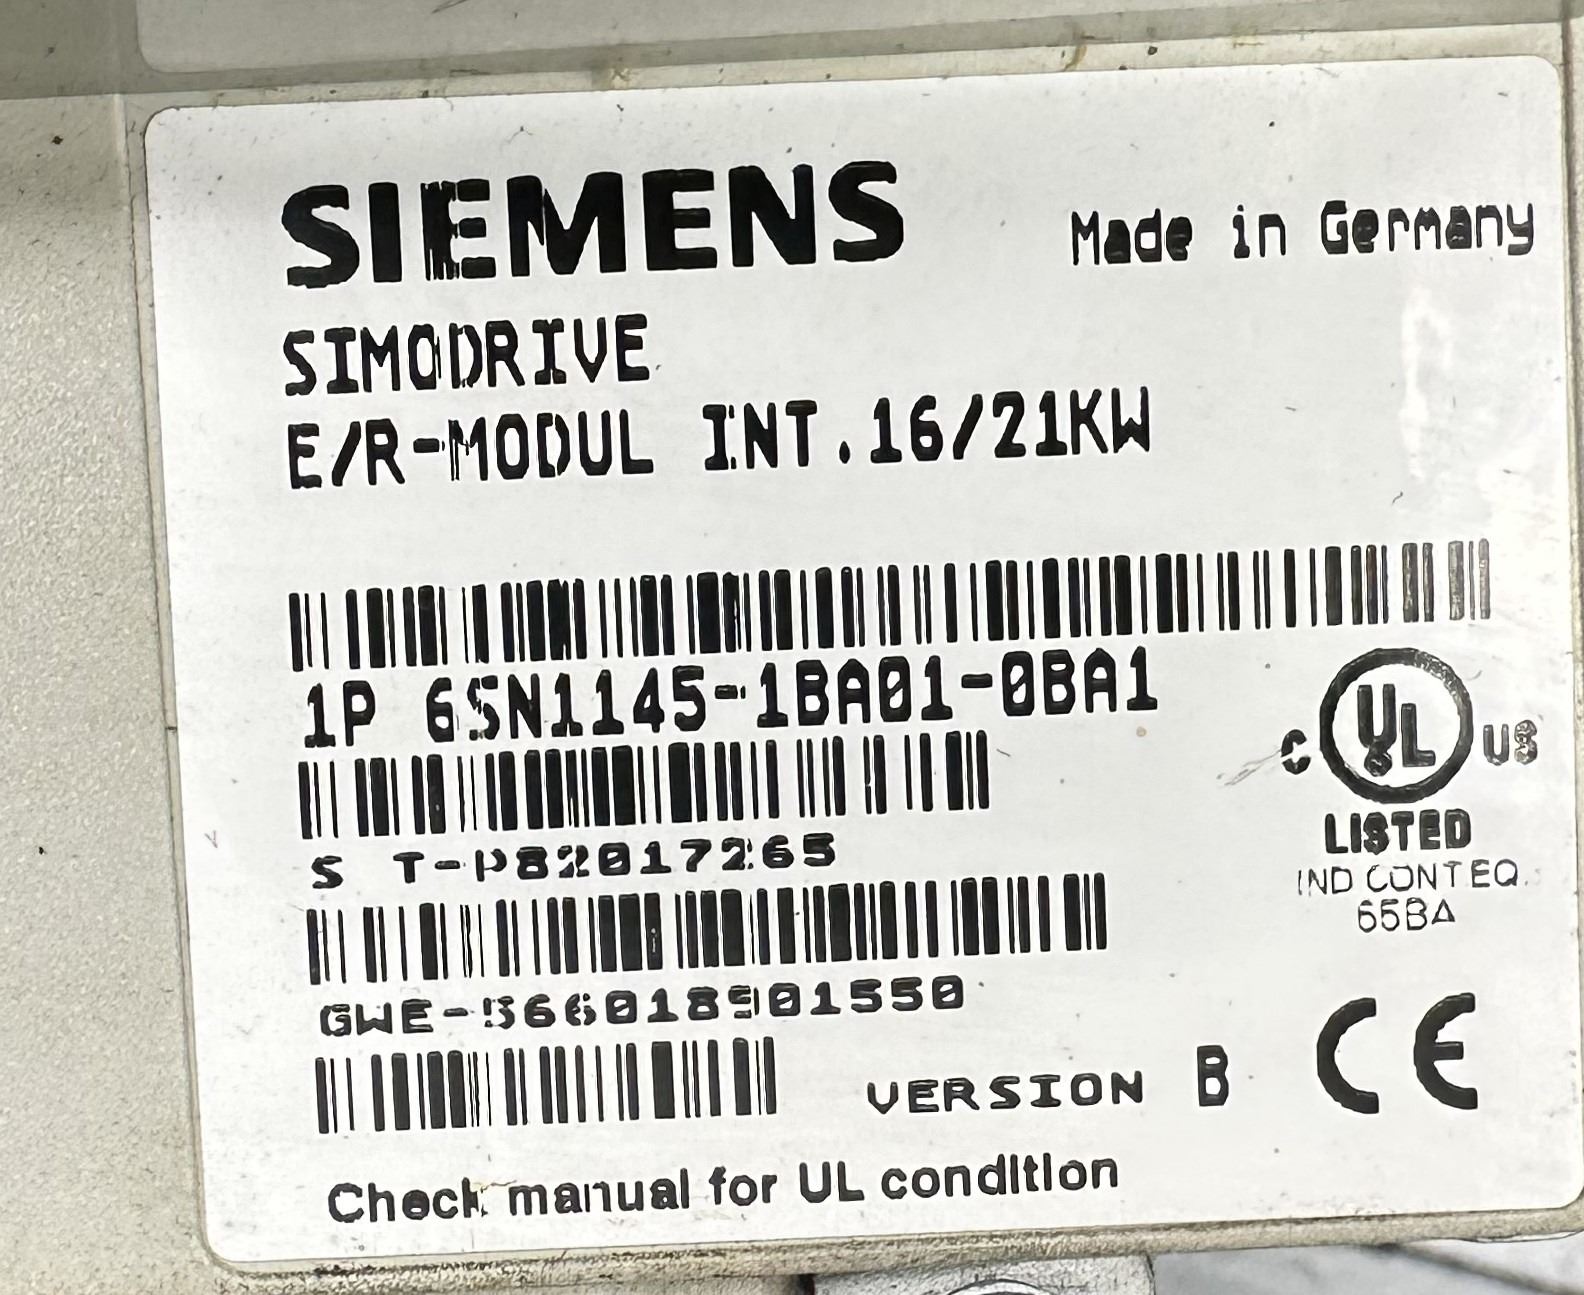 SIEMENS
Made in Germany
SIMODRIVE
E/R-MODUL INT.16/21KW
1P 6SN1145-1BA01-0BA1
C UL US
LISTED
IND CONT EQ.
65BA
S T-P82017265
GWE-566018901550
VERSION B
CE
Check manual for UL condition